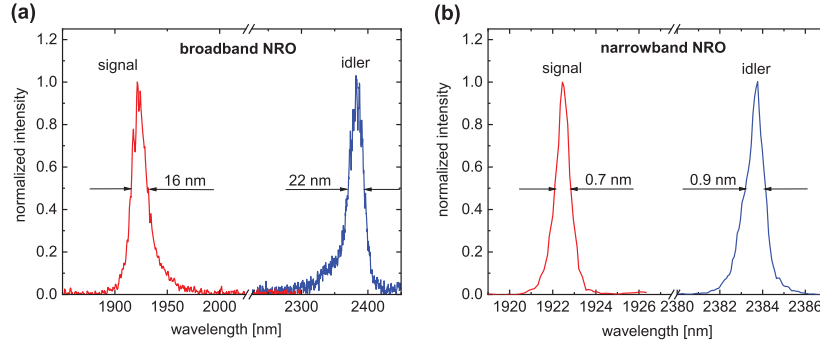 (a)
broadband NRO
signal
idler
16 nm
22 nm
normalized intensity
1.2
1.0
0.8
0.6
0.4
0.2
0.0
1900 1950 2000 2300 2400
wavelength [nm]
(b)
narrowband NRO
signal
idler
0.7 nm
0.9 nm
normalized intensity
1.2
1.0
0.8
0.6
0.4
0.2
0.0
1920 1922 1924 1926 2380 2382 2384 2386
wavelength [nm]